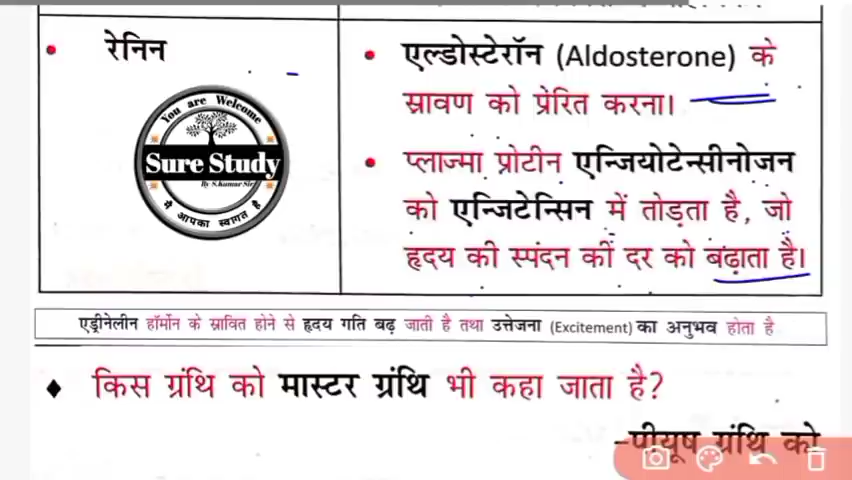 रेनिन
You are Welcome
Sure Study
By S.Kumar Sir
में आपका स्वागत है
एल्डोस्टेरॉन (Aldosterone) के
स्रावण को प्रेरित करना।
प्लाज्मा प्रोटीन एन्जियोटेन्सीनोजन
को एन्जिटेन्सिन में तोड़ता है, जो
हृदय की स्पंदन की दर को बढ़ाता है।
एड्रीनेलीन हॉर्मोन के स्रावित होने से हृदय गति बढ़ जाती है तथा उत्तेजना (Excitement) का अनुभव होता है
किस ग्रंथि को मास्टर ग्रंथि भी कहा जाता है?
–पीयूष ग्रंथि को